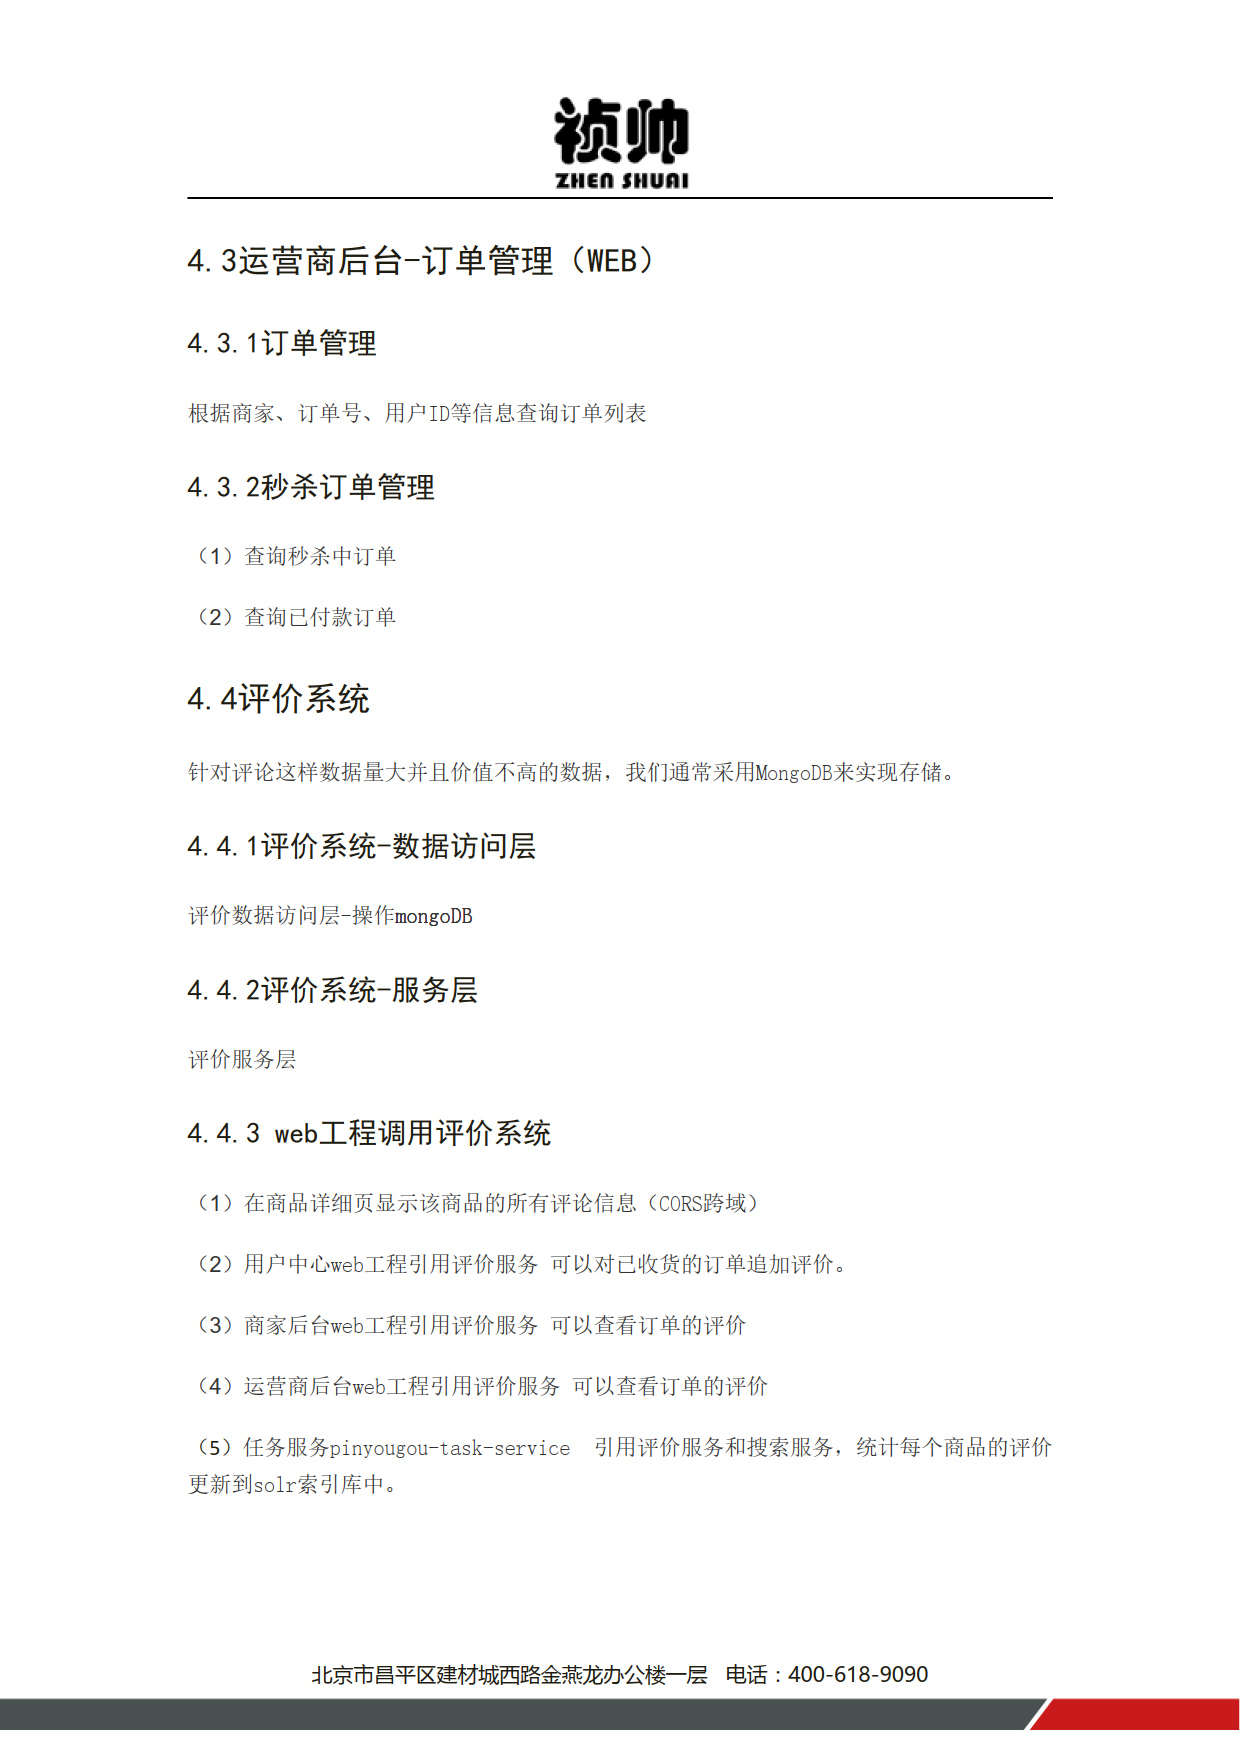 祯帅
ZHEN SHUAI
4.3运营商后台-订单管理（WEB）
4.3.1订单管理
根据商家、订单号、用户ID等信息查询订单列表
4.3.2秒杀订单管理
（1）查询秒杀中订单
（2）查询已付款订单
4.4评价系统
针对评论这样数据量大并且价值不高的数据，我们通常采用MongoDB来实现存储。
4.4.1评价系统-数据访问层
评价数据访问层-操作mongoDB
4.4.2评价系统-服务层
评价服务层
4.4.3 web工程调用评价系统
（1）在商品详细页显示该商品的所有评论信息（CORS跨域）
（2）用户中心web工程引用评价服务 可以对已收货的订单追加评价。
（3）商家后台web工程引用评价服务 可以查看订单的评价
（4）运营商后台web工程引用评价服务 可以查看订单的评价
（5）任务服务pinyougou-task-service  引用评价服务和搜索服务，统计每个商品的评价
更新到solr索引库中。
北京市昌平区建材城西路金燕龙办公楼一层 电话：400-618-9090